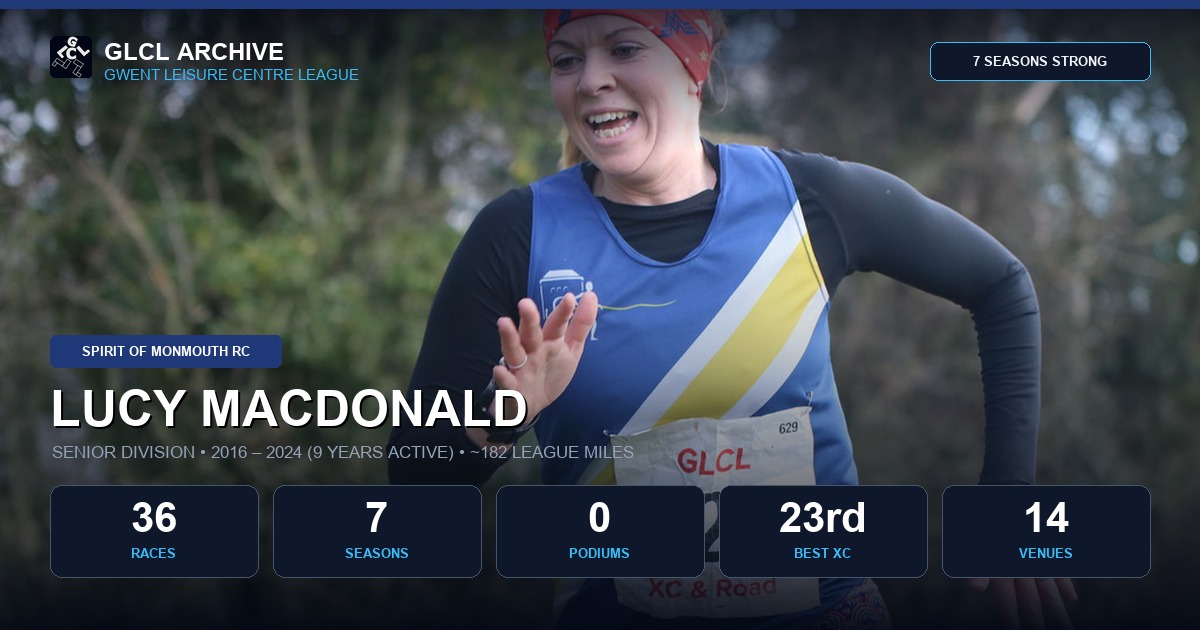 GLCL ARCHIVE
GWENT LEISURE CENTRE LEAGUE
7 SEASONS STRONG
SPIRIT OF MONMOUTH RC
LUCY MACDONALD
SENIOR DIVISION • 2016 – 2024 (9 YEARS ACTIVE) • ~182 LEAGUE MILES
629
GLCL
36
RACES
7
SEASONS
0
PODIUMS
23rd
BEST XC
14
VENUES
XC & Road